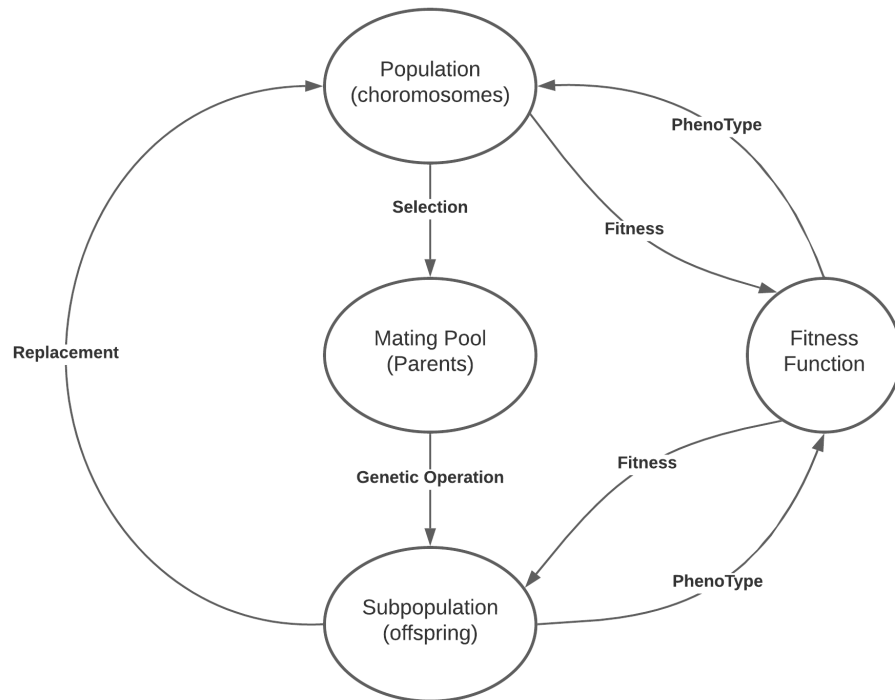 Population
(choromosomes)
PhenoType
Selection
Fitness
Mating Pool
(Parents)
Fitness
Function
Replacement
Fitness
Genetic Operation
PhenoType
Subpopulation
(offspring)